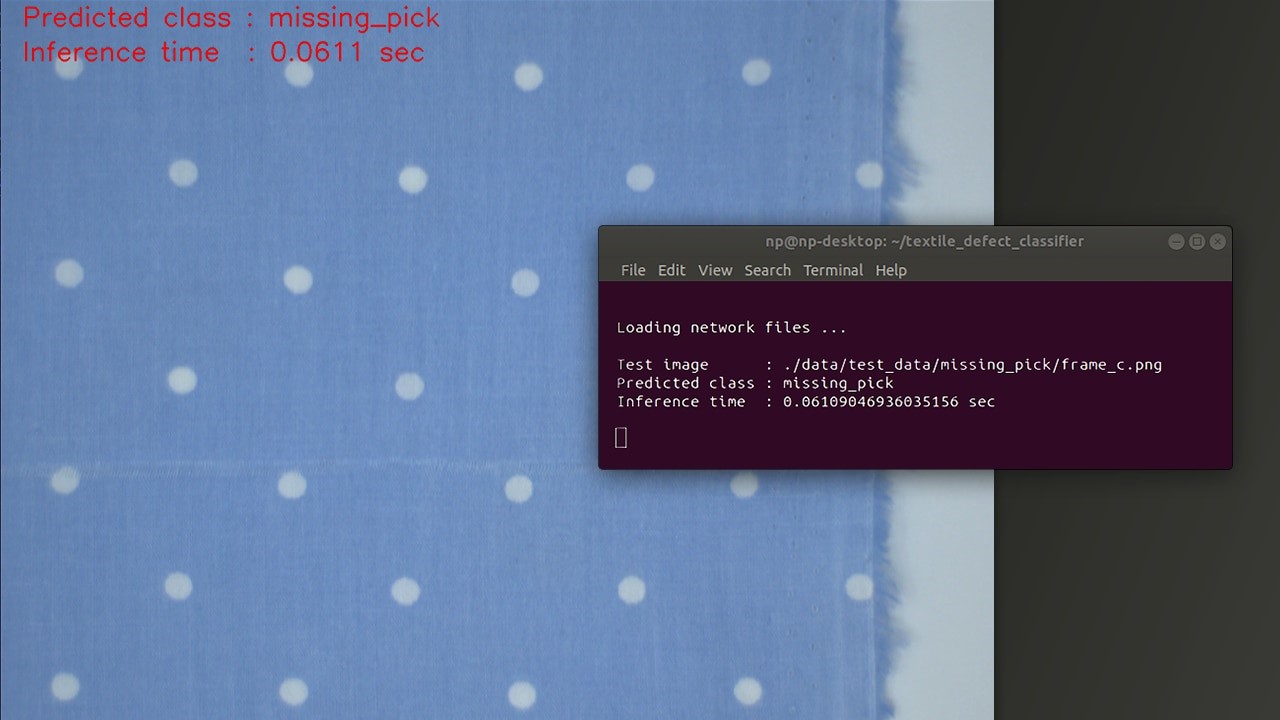 Predicted class : missing_pick
Inference time : 0.0611 sec
np@np-desktop: ~/textile_defect_classifier
File Edit View Search Terminal Help
Loading network files ...
Test image : ./data/test_data/missing_pick/frame_c.png
Predicted class : missing_pick
Inference time : 0.06109046936035156 sec